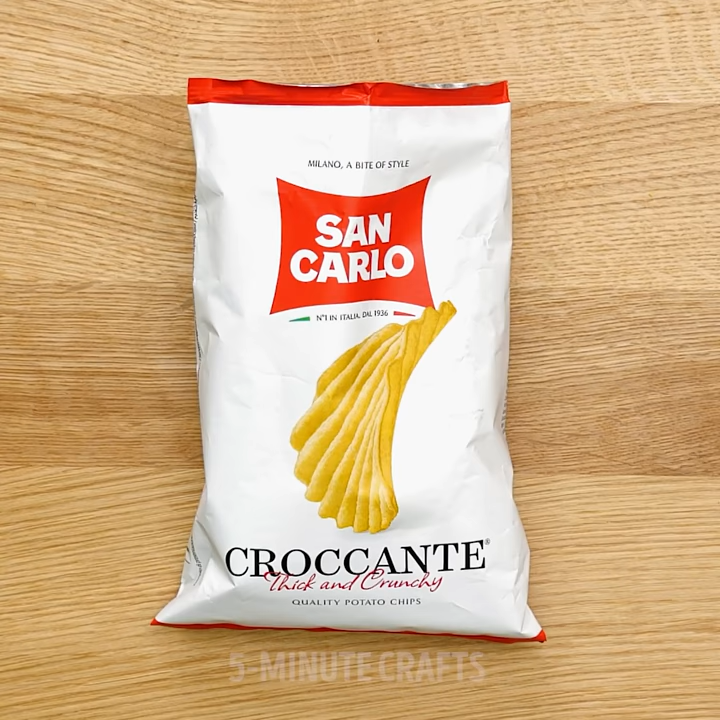 MILANO, A BITE OF STYLE
SAN
CARLO
N°1 IN ITALIA. DAL 1936
CROCCANTE®
Thick and Crunchy
QUALITY POTATO CHIPS
5-MINUTE CRAFTS